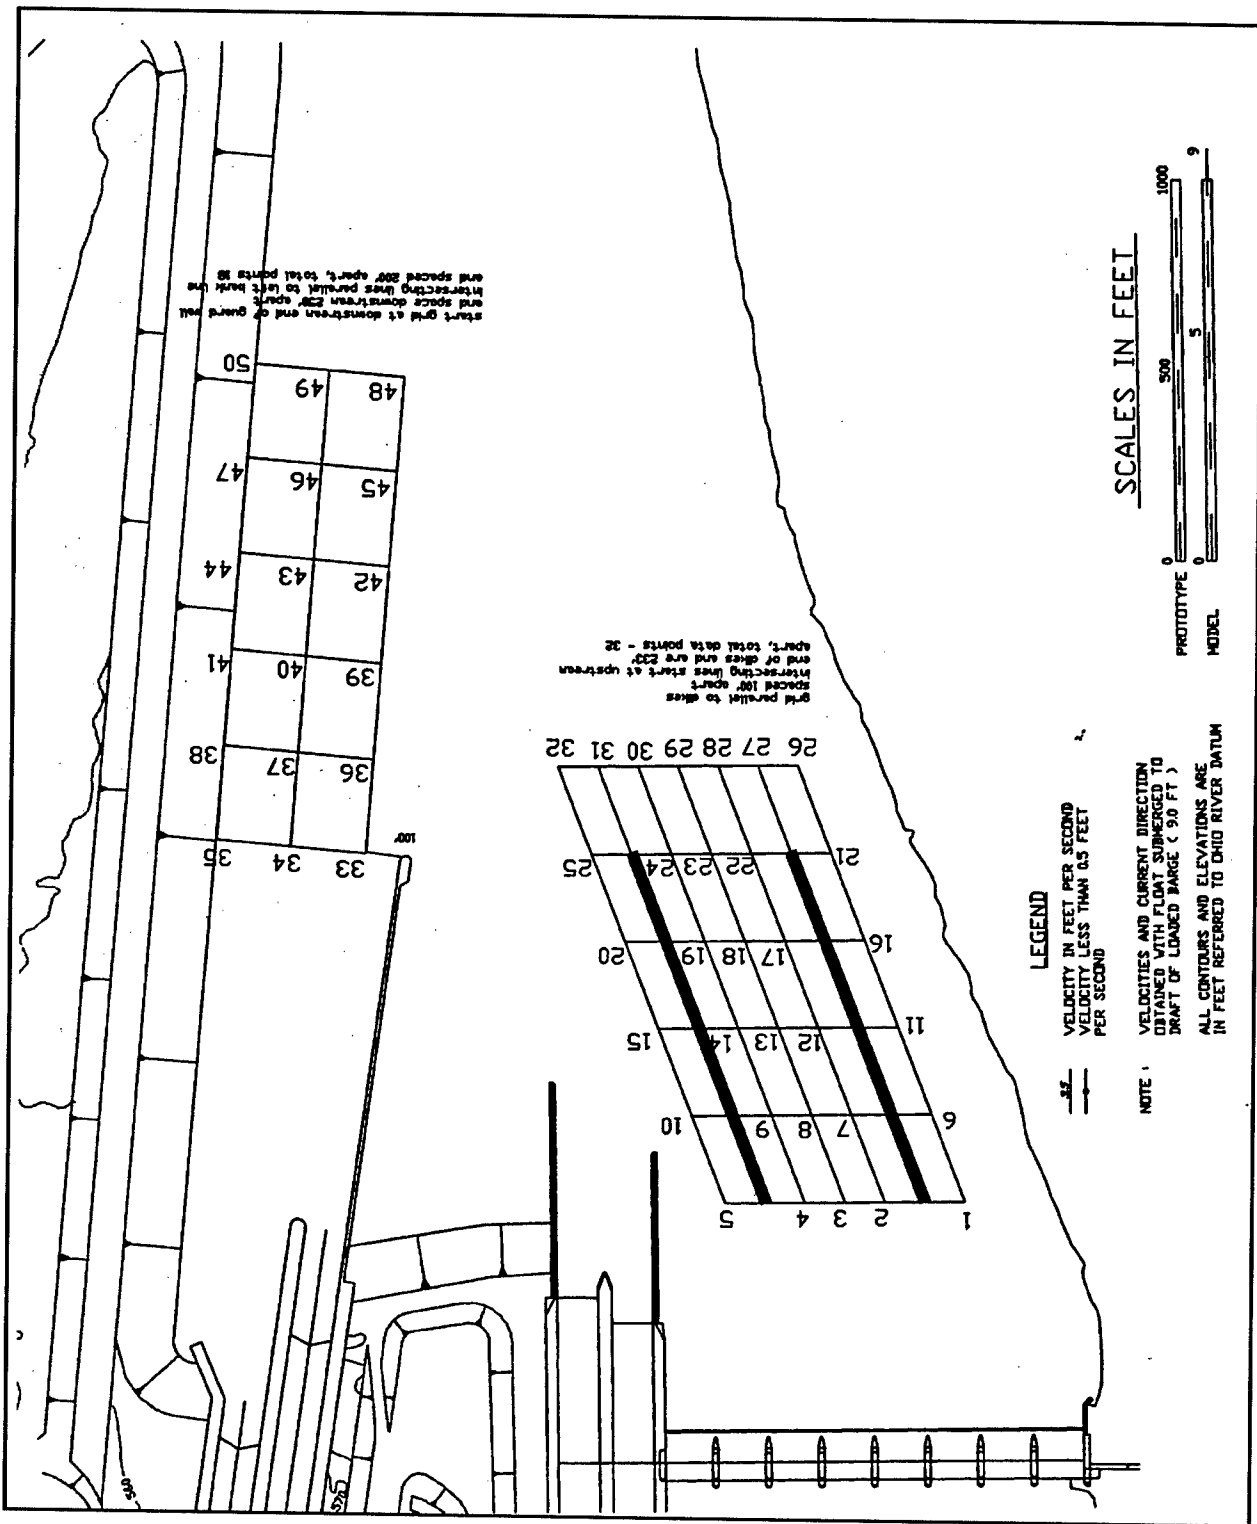 start grid at downstream end of guard wall
and space downstream 250' apart
intersecting lines parallel to left bank line
and spaced 200' apart, total points 18
50
49
48
47
46
45
44
43
42
41
40
39
38
37
36
35
34
33
100'
grid parallel to dikes
spaced 100' apart
intersecting lines start at upstream
end of dikes and are 233'
apart, total data points - 32
32 31 30 29 28 27 26
25 24 23 22 21
20 19 18 17 16
15 14 13 12 11
10 9 8 7 6
5 4 3 2 1
SCALES IN FEET
PROTOTYPE 0 500 1000
MODEL 0 5 9
LEGEND
VELOCITY IN FEET PER SECOND
VELOCITY LESS THAN 0.5 FEET
PER SECOND
NOTE: VELOCITIES AND CURRENT DIRECTION
OBTAINED WITH FLOAT SUBMERGED TO
DRAFT OF LOADED BARGE ( 9.0 FT )
ALL CONTOURS AND ELEVATIONS ARE
IN FEET REFERRED TO OHIO RIVER DATUM
560
570